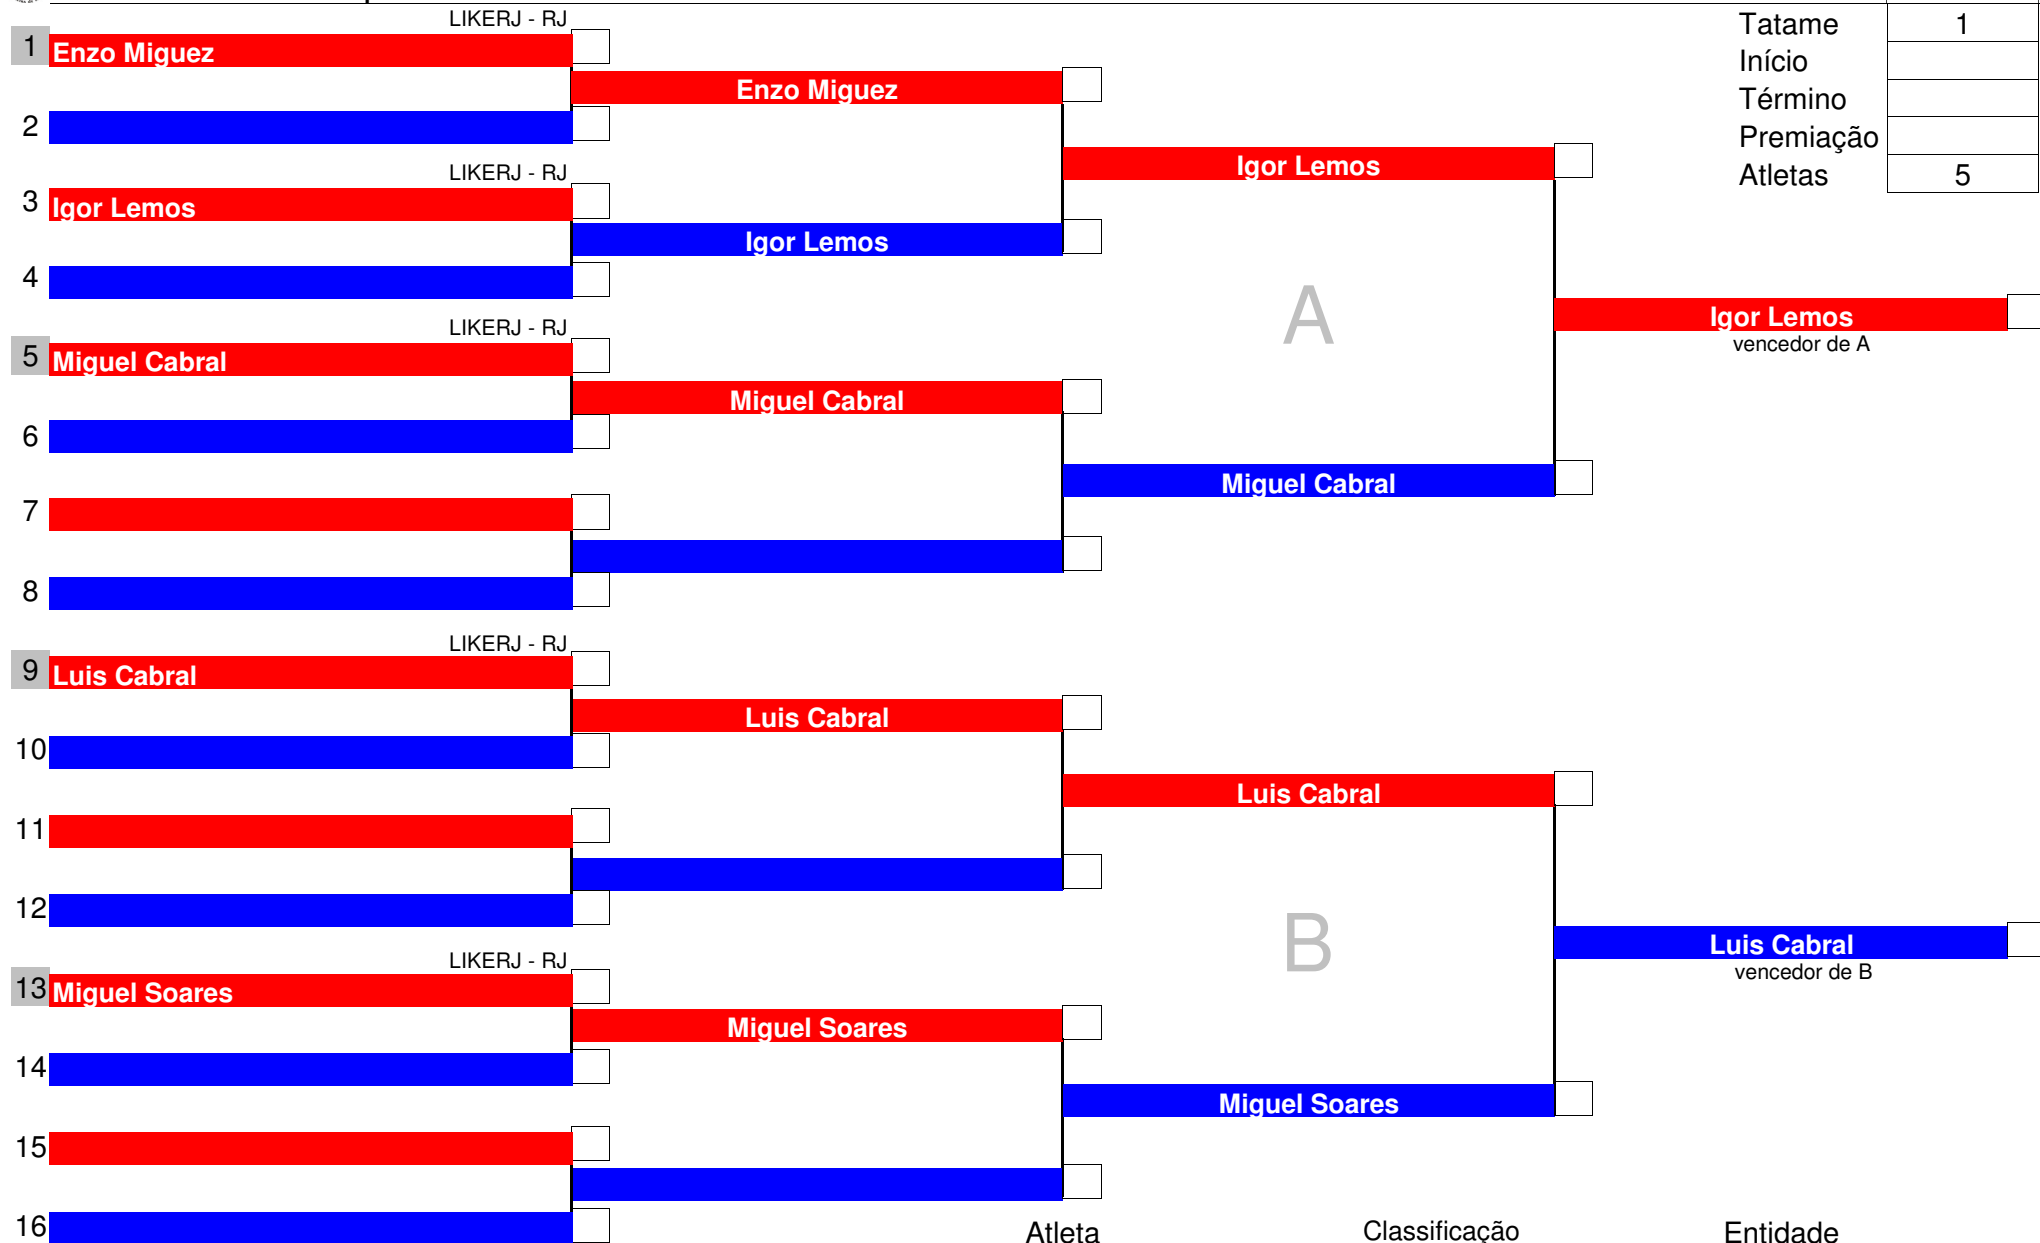 LIKERJ - RJ
Tatame 1
1 Enzo Miguez
Início
Enzo Miguez
Término
2
Premiação
Igor Lemos
LIKERJ - RJ
Atletas 5
3 Igor Lemos
Igor Lemos
4
A
Igor Lemos
LIKERJ - RJ
vencedor de A
5 Miguel Cabral
Miguel Cabral
6
Miguel Cabral
7
8
LIKERJ - RJ
9 Luis Cabral
Luis Cabral
10
Luis Cabral
11
12
B
Luis Cabral
LIKERJ - RJ
vencedor de B
13 Miguel Soares
Miguel Soares
14
Miguel Soares
15
16
Atleta Classificação Entidade